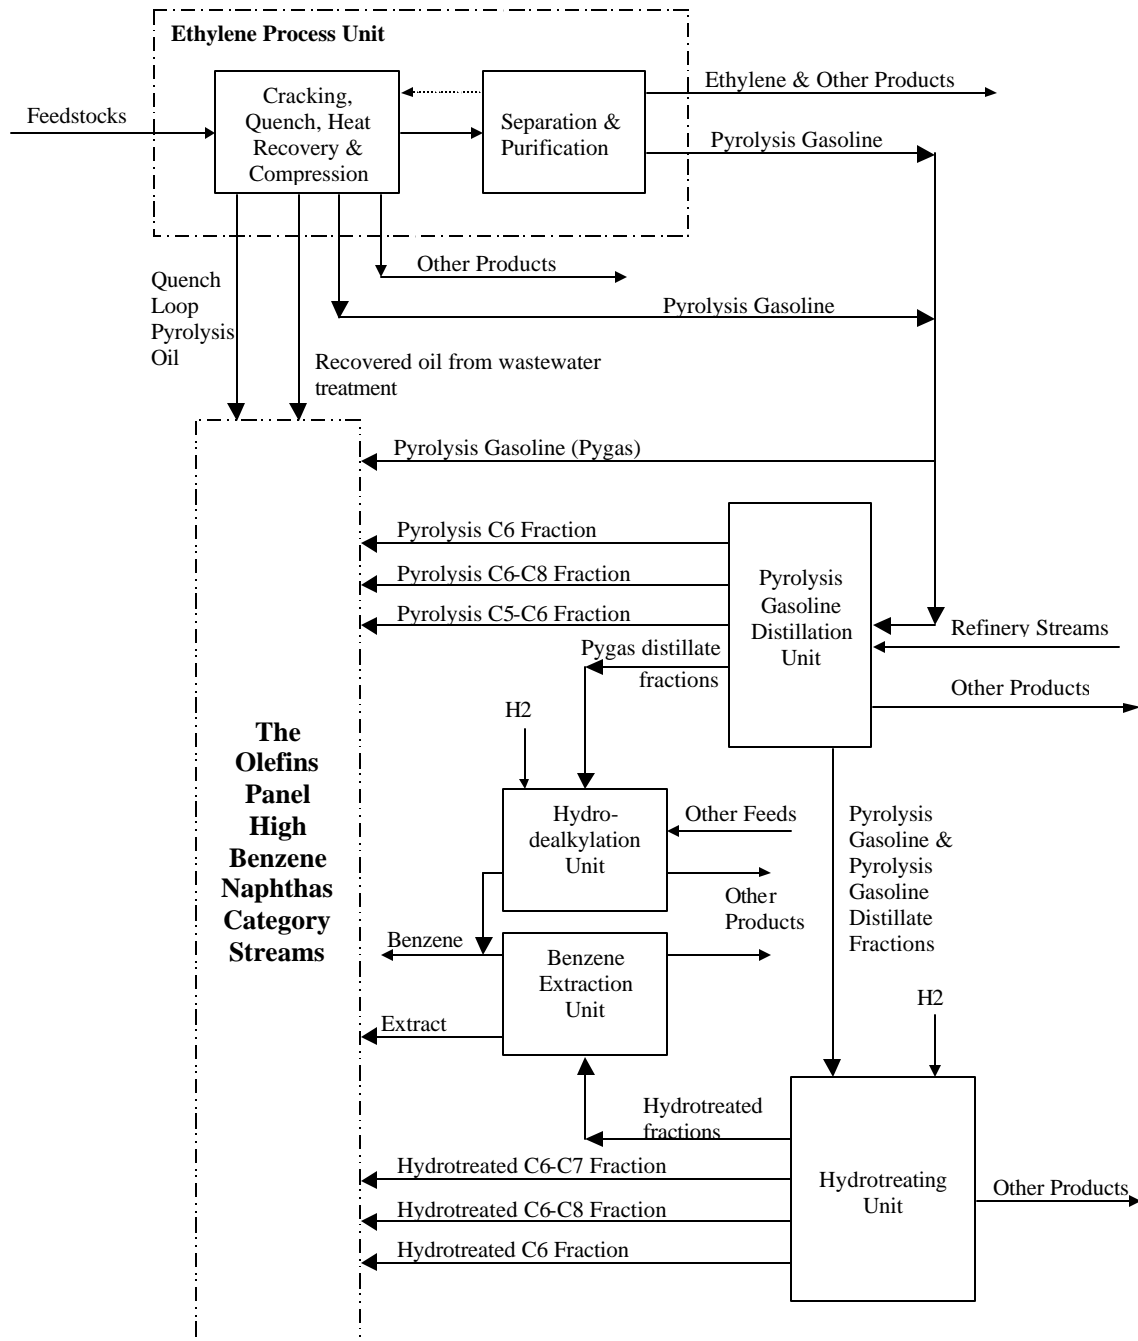 Ethylene Process Unit
Feedstocks
Cracking,
Quench, Heat
Recovery &
Compression
Separation &
Purification
Ethylene & Other Products
Pyrolysis Gasoline
Other Products
Pyrolysis Gasoline
Quench
Loop
Pyrolysis
Oil
Recovered oil from wastewater
treatment
Pyrolysis Gasoline (Pygas)
Pyrolysis C6 Fraction
Pyrolysis C6-C8 Fraction
Pyrolysis C5-C6 Fraction
Pygas distillate
fractions
Pyrolysis
Gasoline
Distillation
Unit
Refinery Streams
Other Products
H2
The
Olefins
Panel
High
Benzene
Naphthas
Category
Streams
Hydro-
dealkylation
Unit
Other Feeds
Other
Products
Pyrolysis
Gasoline &
Pyrolysis
Gasoline
Distillate
Fractions
Benzene
Benzene
Extraction
Unit
Extract
H2
Hydrotreated
fractions
Hydrotreated C6-C7 Fraction
Hydrotreated C6-C8 Fraction
Hydrotreated C6 Fraction
Hydrotreating
Unit
Other Products